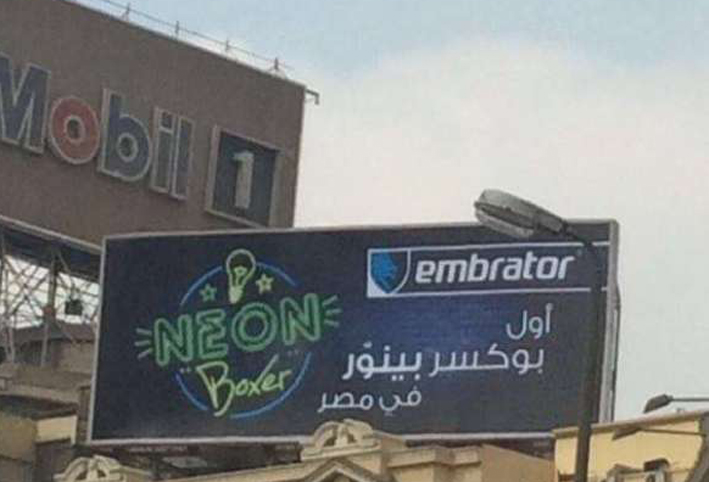 Mobil 1
NEON
Boxer
embrator
أول
بوكسر بينوّر
في مصر